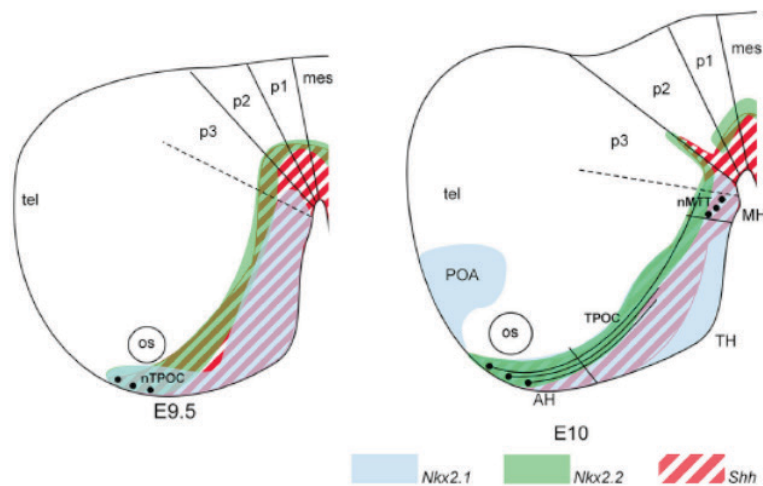 mes
p1
p2
p3
tel
os
nTPOC
E9.5
mes
p1
p2
p3
tel
nMTT
MH
POA
TPOC
os
TH
AH
E10
Nkx2.1
Nkx2.2
Shh